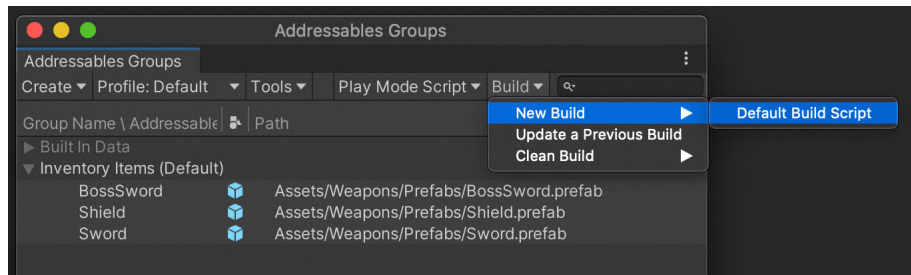 Addressables Groups
Addressables Groups
Create Profile: Default Tools Play Mode Script Build
Group Name \ Addressable Path
New Build Default Build Script
Built In Data
Update a Previous Build
Inventory Items (Default)
Clean Build
BossSword Assets/Weapons/Prefabs/BossSword.prefab
Shield Assets/Weapons/Prefabs/Shield.prefab
Sword Assets/Weapons/Prefabs/Sword.prefab